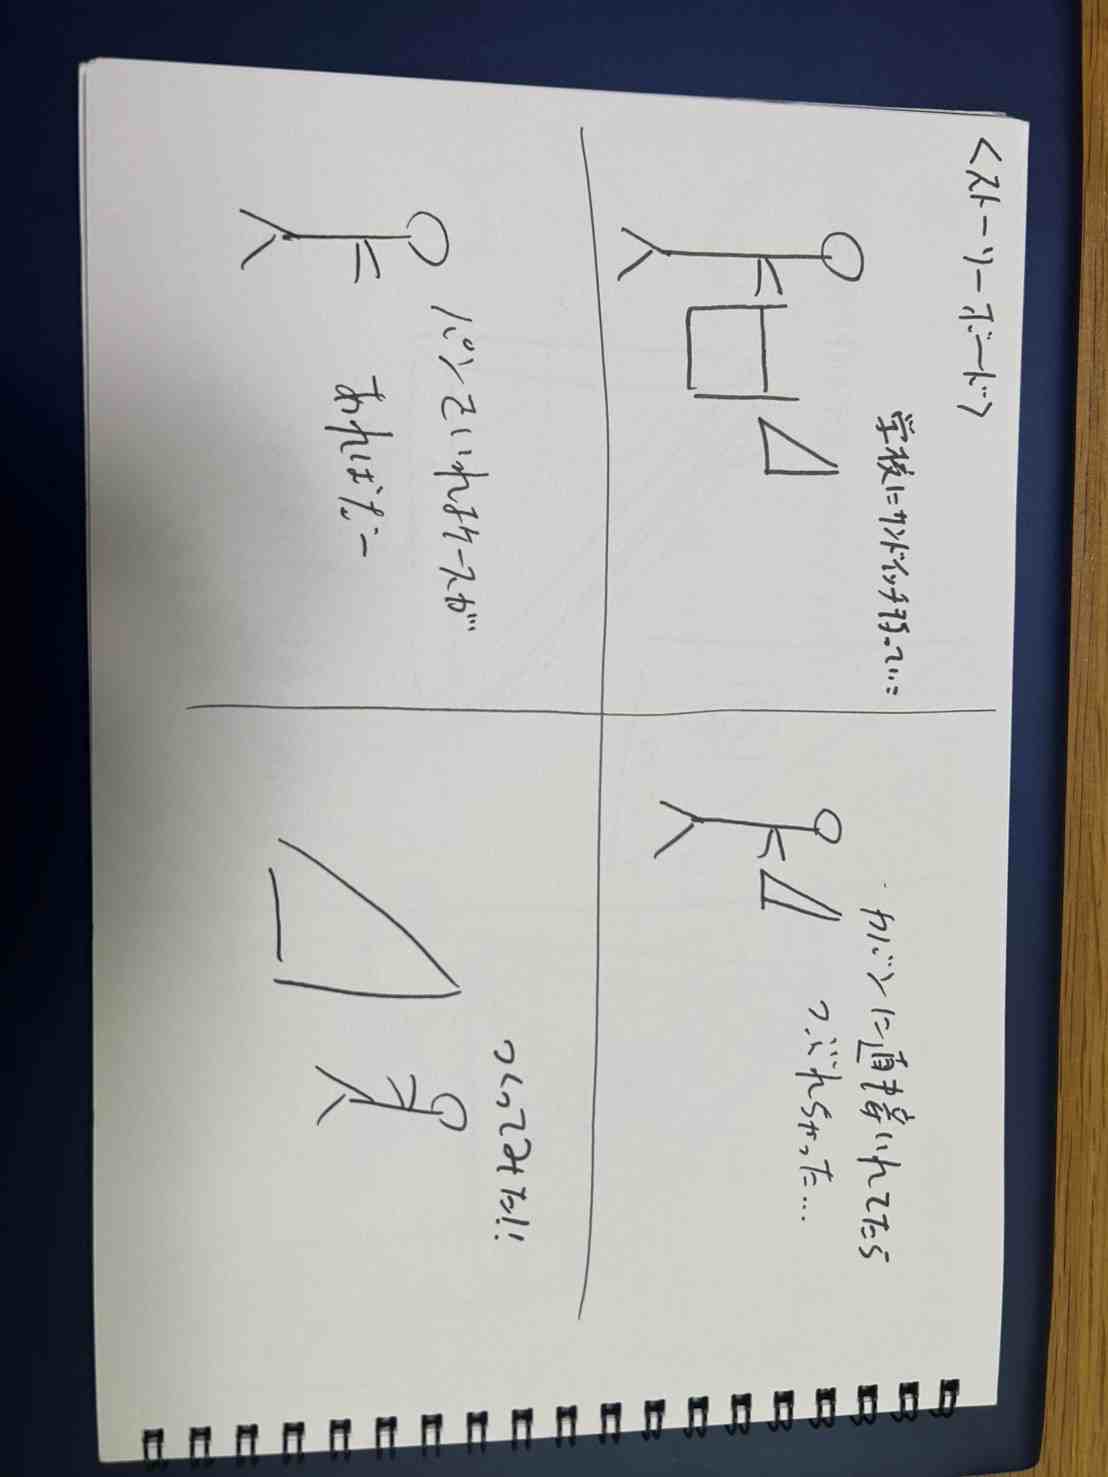 <ストーリーボード>
学校にサンドイッチ持っていこ
カバンに直接いれてたら
つぶれちゃった...
パンをいれるケースが
あればなー
つくってみた!!